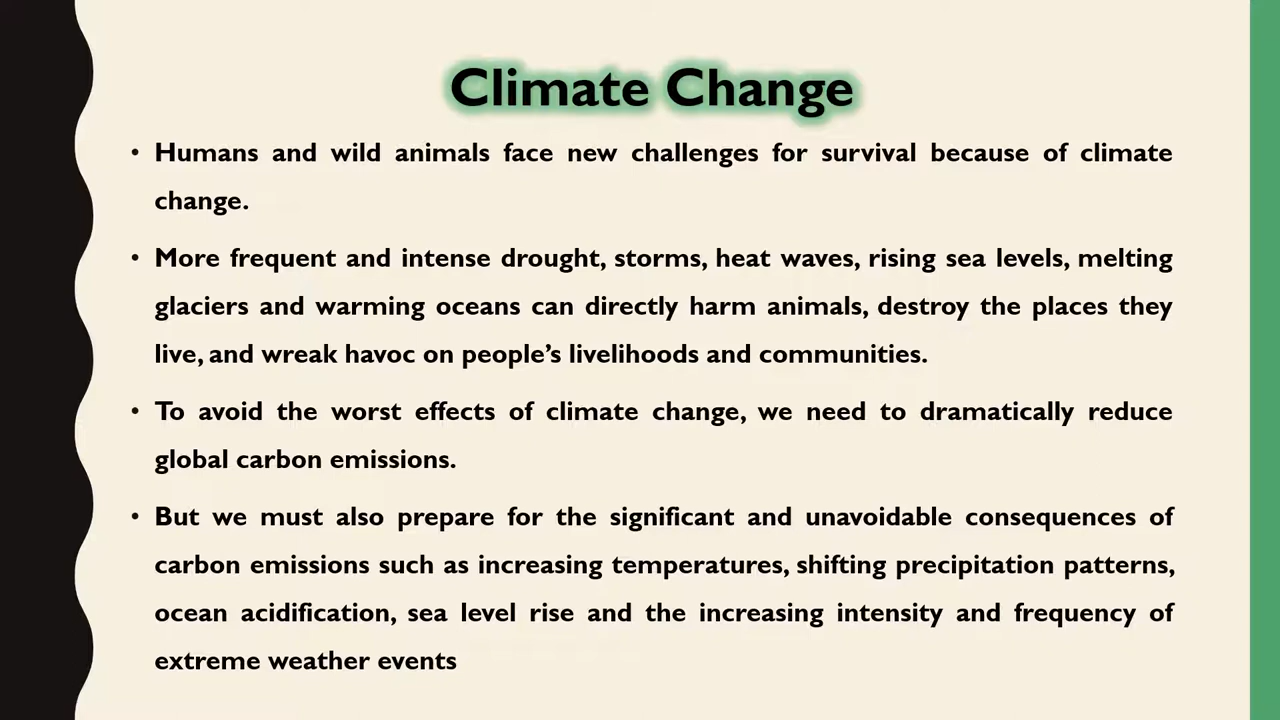 Climate Change
• Humans and wild animals face new challenges for survival because of climate
change.
• More frequent and intense drought, storms, heat waves, rising sea levels, melting
glaciers and warming oceans can directly harm animals, destroy the places they
live, and wreak havoc on people’s livelihoods and communities.
• To avoid the worst effects of climate change, we need to dramatically reduce
global carbon emissions.
• But we must also prepare for the significant and unavoidable consequences of
carbon emissions such as increasing temperatures, shifting precipitation patterns,
ocean acidification, sea level rise and the increasing intensity and frequency of
extreme weather events